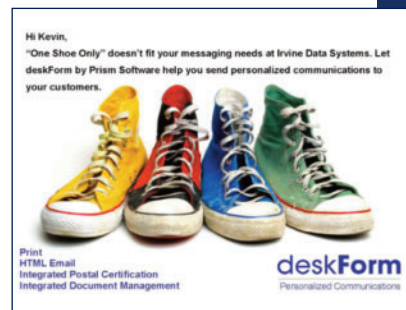 Hi Kevin,
“One Shoe Only” doesn’t fit your messaging needs at Irvine Data Systems. Let
deskForm by Prism Software help you send personalized communications to
your customers.
Print
HTML Email
Integrated Postal Certification
Integrated Document Management
deskForm
Personalized Communications